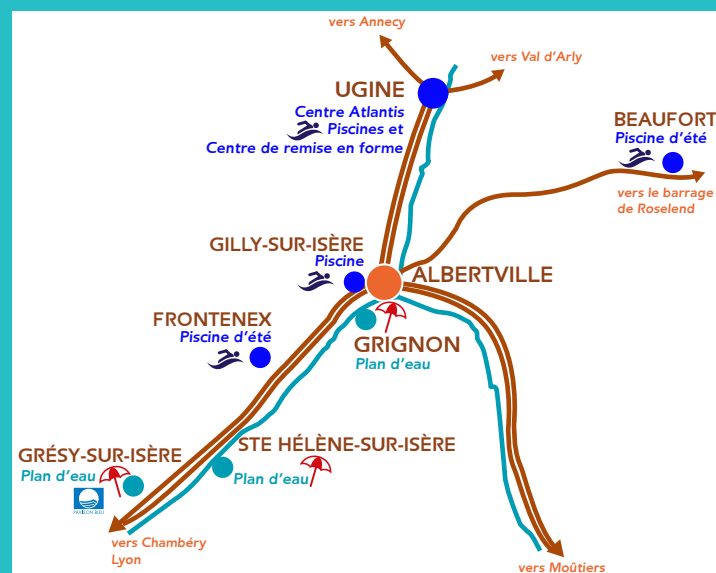 vers Annecy
vers Val d'Arly
UGINE
Centre Atlantis
Piscines et
Centre de remise en forme
BEAUFORT
Piscine d'été
vers le barrage
de Roselend
GILLY-SUR-ISÈRE
Piscine
ALBERTVILLE
FRONTENEX
Piscine d'été
GRIGNON
Plan d'eau
STE HÉLÈNE-SUR-ISÈRE
Plan d'eau
GRÉSY-SUR-ISÈRE
Plan d'eau
PAVILLON BLEU
vers Chambéry
Lyon
vers Moûtiers